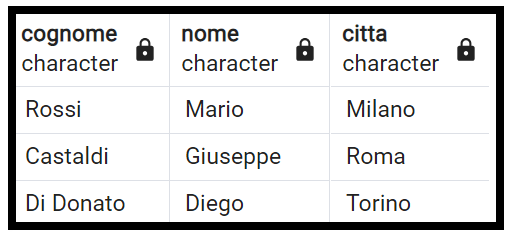 cognome nome citta
character character character
Rossi Mario Milano
Castaldi Giuseppe Roma
Di Donato Diego Torino